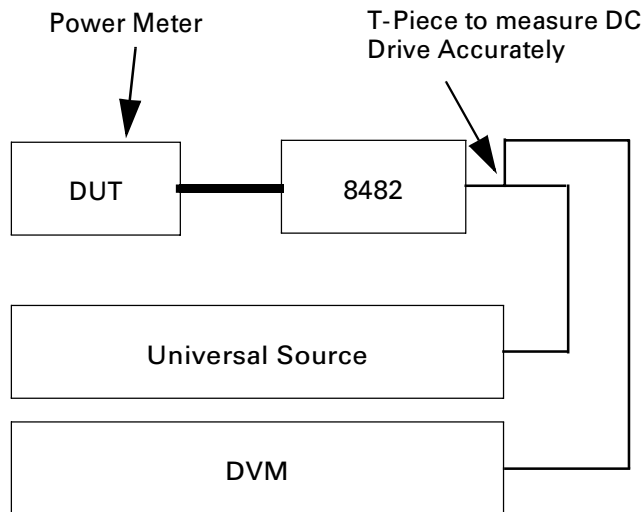 Power Meter
T-Piece to measure DC
Drive Accurately
DUT
8482
Universal Source
DVM